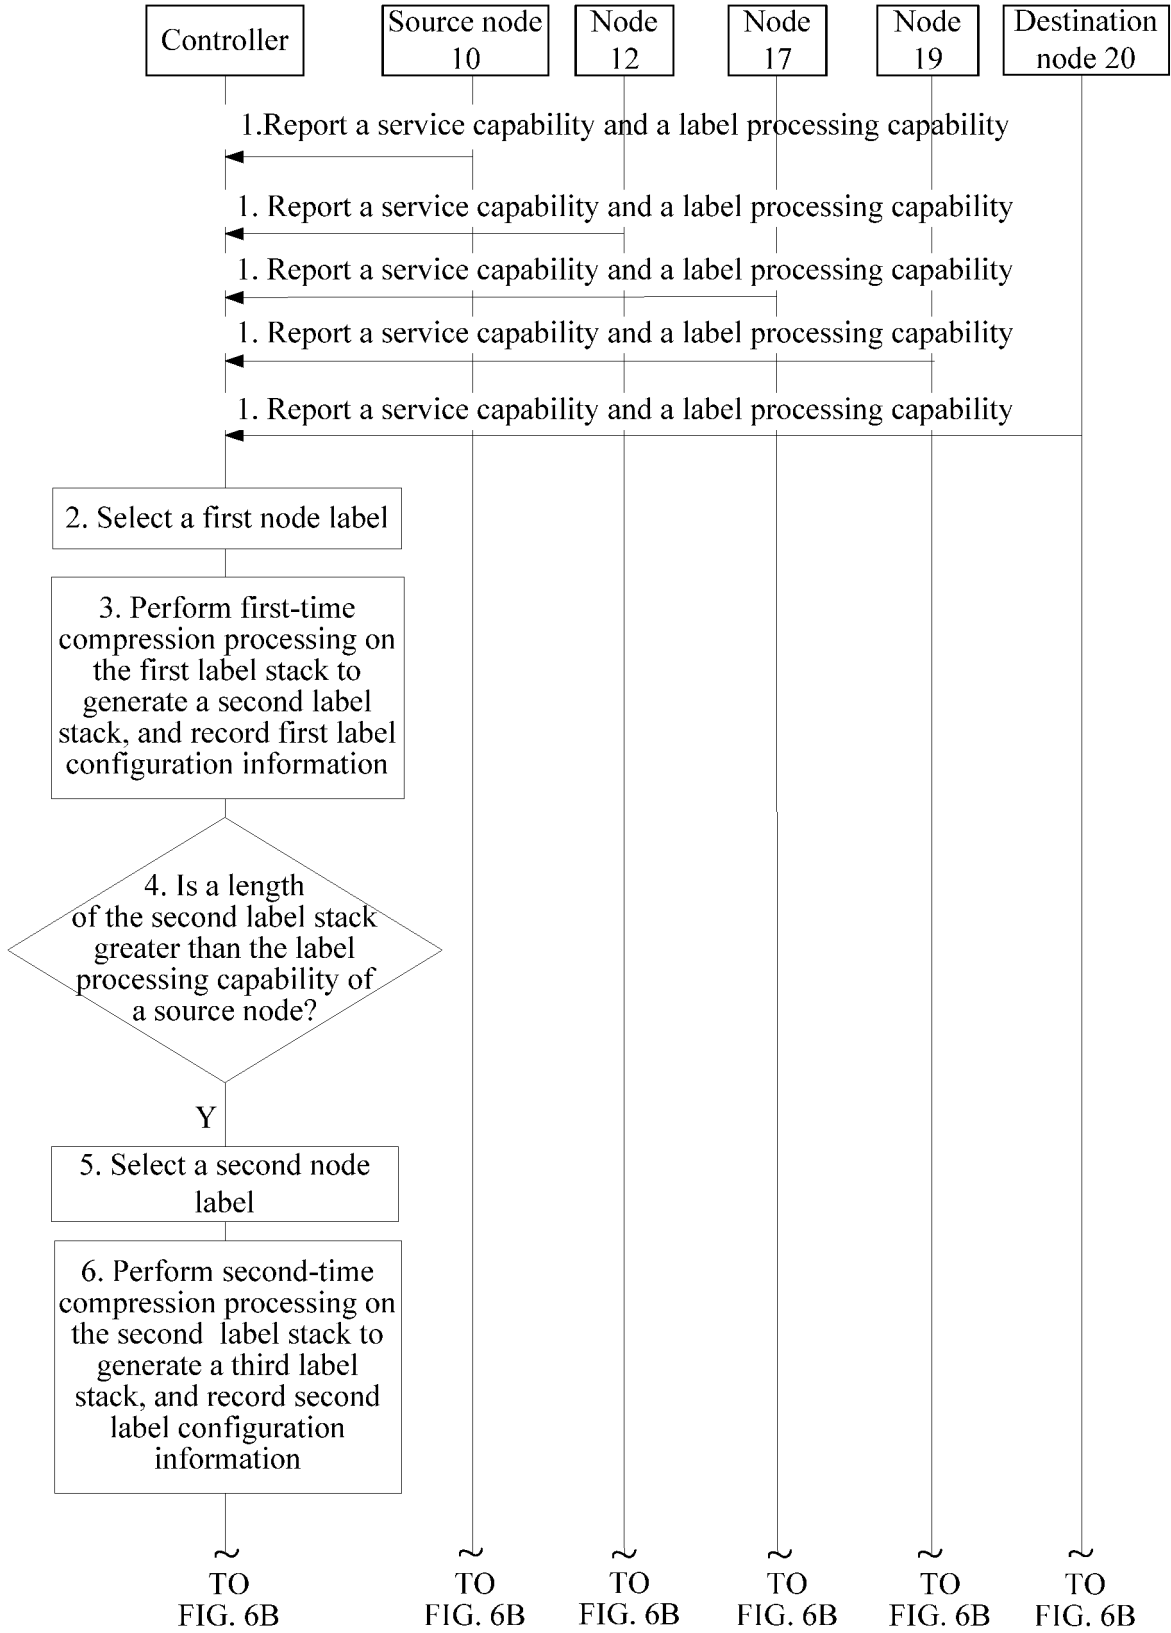 Controller
Source node
10
Node
12
Node
17
Node
19
Destination
node 20
1.Report a service capability and a label processing capability
1. Report a service capability and a label processing capability
1. Report a service capability and a label processing capability
1. Report a service capability and a label processing capability
1. Report a service capability and a label processing capability
2. Select a first node label
3. Perform first-time
compression processing on
the first label stack to
generate a second label
stack, and record first label
configuration information
4. Is a length
of the second label stack
greater than the label
processing capability of
a source node?
Y
5. Select a second node
label
6. Perform second-time
compression processing on
the second label stack to
generate a third label
stack, and record second
label configuration
information
TO
FIG. 6B
TO
FIG. 6B
TO
FIG. 6B
TO
FIG. 6B
TO
FIG. 6B
TO
FIG. 6B